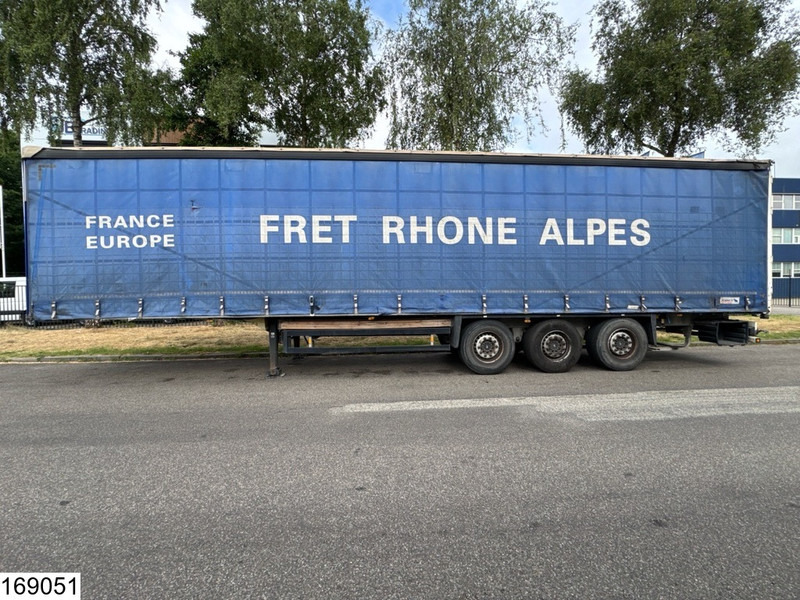 FRANCE
EUROPE
FRET RHONE ALPES
169051